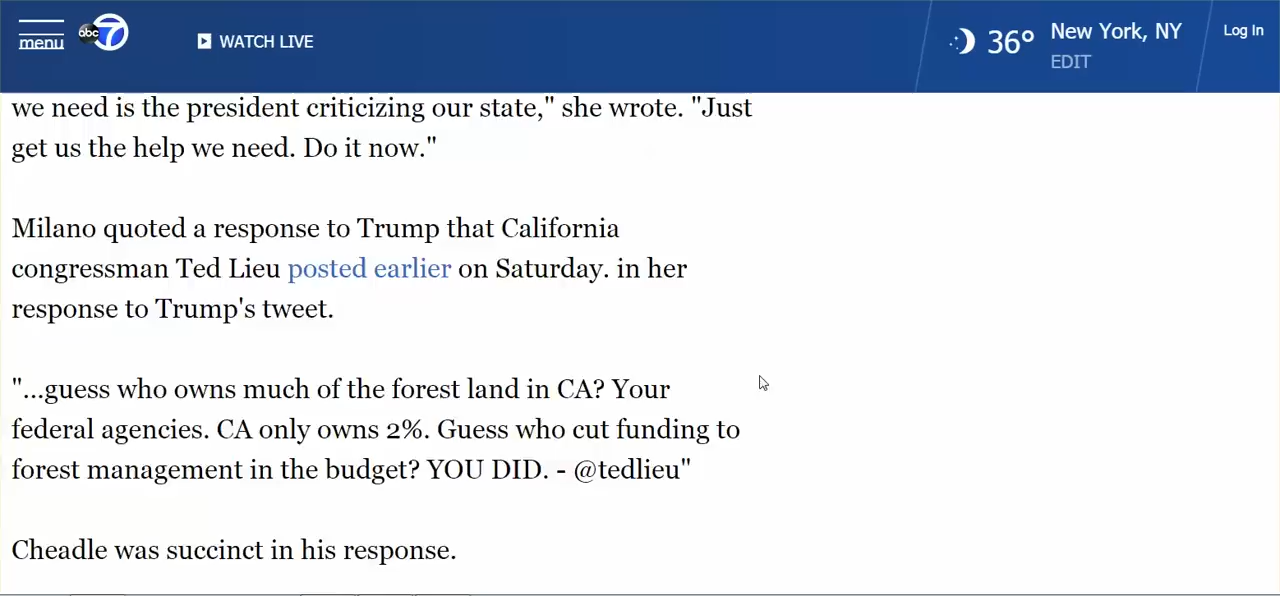 menu
abc 7
WATCH LIVE
36°
New York, NY
EDIT
Log In
we need is the president criticizing our state," she wrote. "Just
get us the help we need. Do it now."
Milano quoted a response to Trump that California
congressman Ted Lieu posted earlier on Saturday. in her
response to Trump's tweet.
"...guess who owns much of the forest land in CA? Your
federal agencies. CA only owns 2%. Guess who cut funding to
forest management in the budget? YOU DID. - @tedlieu"
Cheadle was succinct in his response.